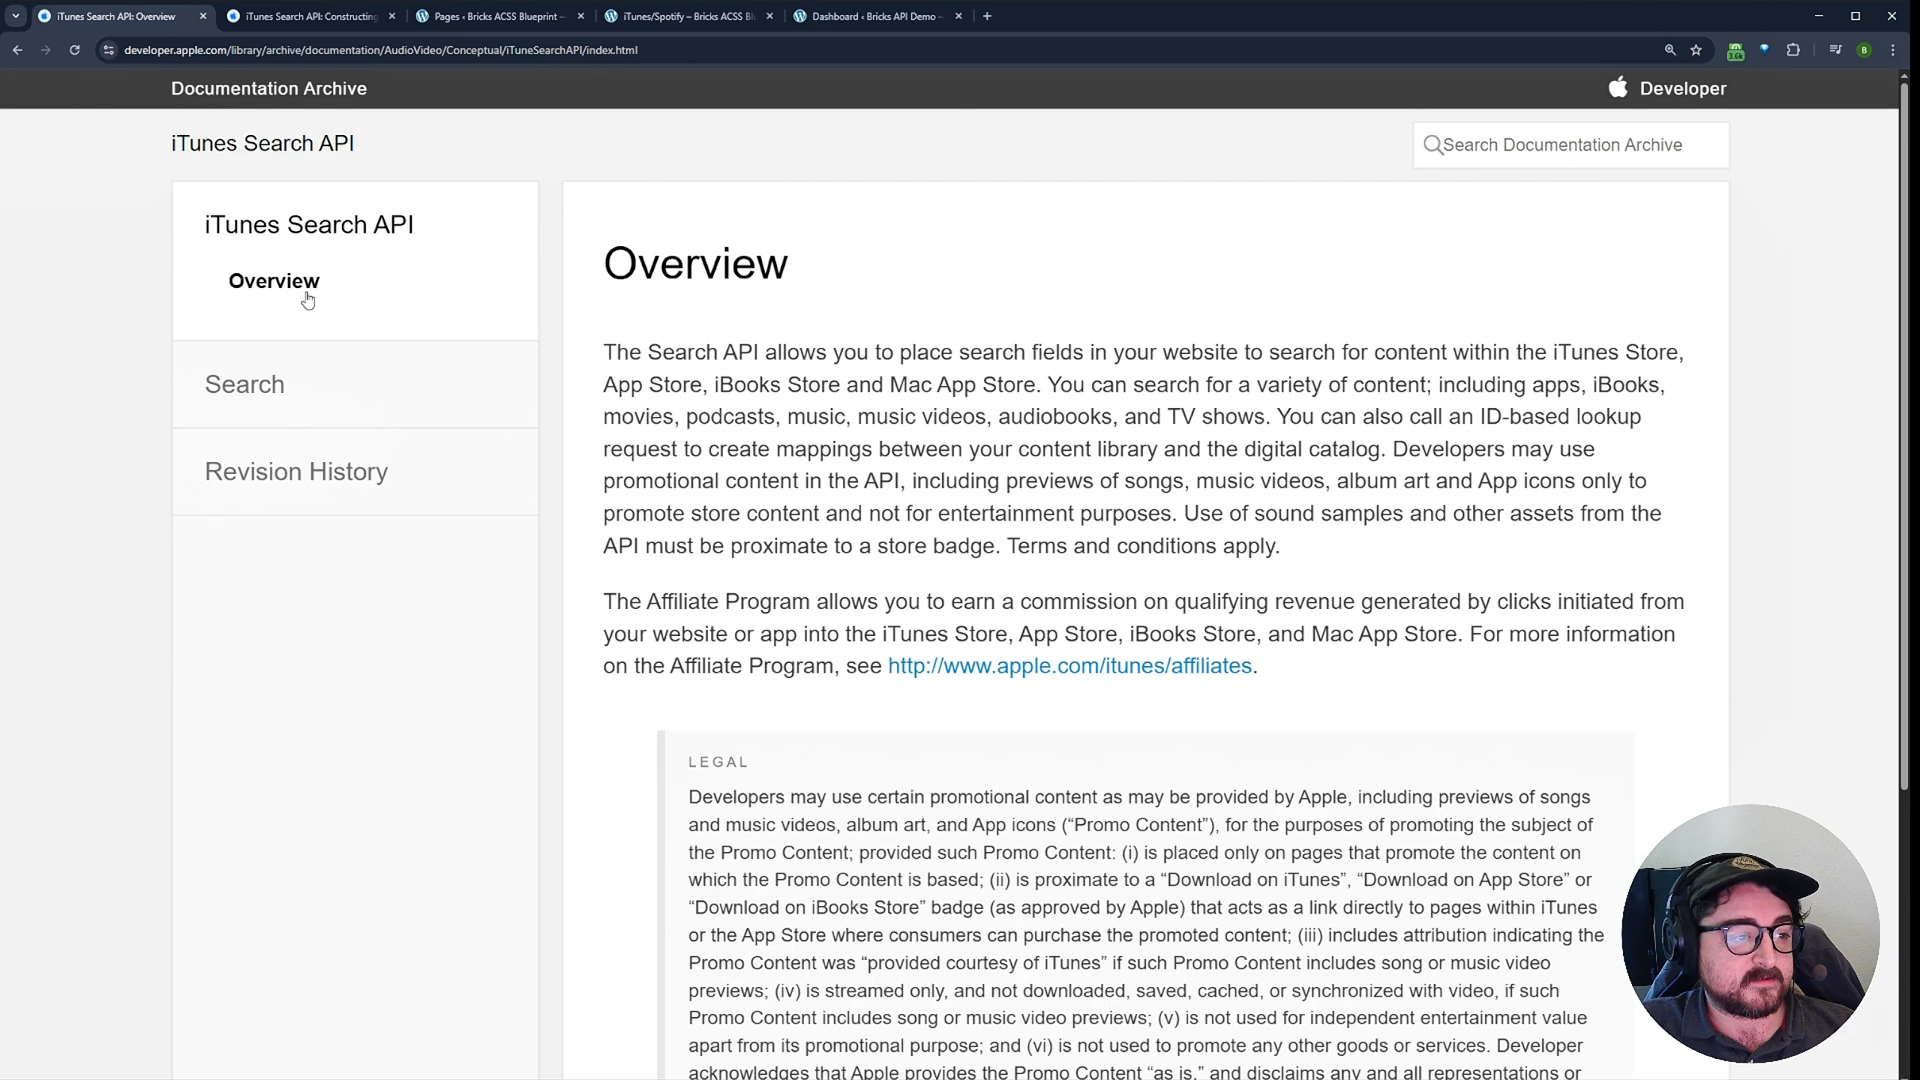 iTunes Search API: Overview
iTunes Search API: Constructing
Pages ‹ Bricks ACSS Blueprint —
iTunes/Spotify – Bricks ACSS Bl
Dashboard ‹ Bricks API Demo —
developer.apple.com/library/archive/documentation/AudioVideo/Conceptual/iTuneSearchAPI/index.html
B
Documentation Archive
Developer
iTunes Search API
Search Documentation Archive
iTunes Search API
Overview
Search
Revision History
Overview
The Search API allows you to place search fields in your website to search for content within the iTunes Store,
App Store, iBooks Store and Mac App Store. You can search for a variety of content; including apps, iBooks,
movies, podcasts, music, music videos, audiobooks, and TV shows. You can also call an ID-based lookup
request to create mappings between your content library and the digital catalog. Developers may use
promotional content in the API, including previews of songs, music videos, album art and App icons only to
promote store content and not for entertainment purposes. Use of sound samples and other assets from the
API must be proximate to a store badge. Terms and conditions apply.
The Affiliate Program allows you to earn a commission on qualifying revenue generated by clicks initiated from
your website or app into the iTunes Store, App Store, iBooks Store, and Mac App Store. For more information
on the Affiliate Program, see http://www.apple.com/itunes/affiliates.
LEGAL
Developers may use certain promotional content as may be provided by Apple, including previews of songs
and music videos, album art, and App icons (“Promo Content”), for the purposes of promoting the subject of
the Promo Content; provided such Promo Content: (i) is placed only on pages that promote the content on
which the Promo Content is based; (ii) is proximate to a “Download on iTunes”, “Download on App Store” or
“Download on iBooks Store” badge (as approved by Apple) that acts as a link directly to pages within iTunes
or the App Store where consumers can purchase the promoted content; (iii) includes attribution indicating the
Promo Content was “provided courtesy of iTunes” if such Promo Content includes song or music video
previews; (iv) is streamed only, and not downloaded, saved, cached, or synchronized with video, if such
Promo Content includes song or music video previews; (v) is not used for independent entertainment value
apart from its promotional purpose; and (vi) is not used to promote any other goods or services. Developer
acknowledges that Apple provides the Promo Content “as is,” and disclaims any and all representations or